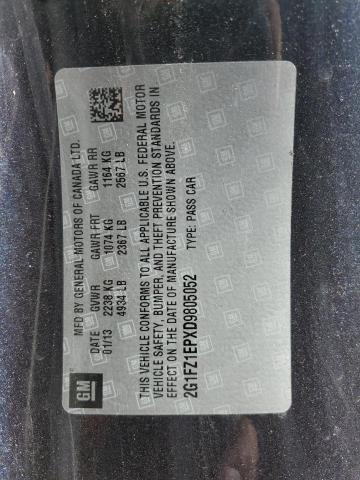 GM
MFD BY GENERAL MOTORS OF CANADA LTD.
DATE GVWR GAWR FRT GAWR RR
01/13 2238 KG 1074 KG 1164 KG
4934 LB 2367 LB 2567 LB
THIS VEHICLE CONFORMS TO ALL APPLICABLE U.S. FEDERAL MOTOR
VEHICLE SAFETY, BUMPER, AND THEFT PREVENTION STANDARDS IN
EFFECT ON THE DATE OF MANUFACTURE SHOWN ABOVE.
2G1FZ1EPXD9805052 TYPE: PASS CAR